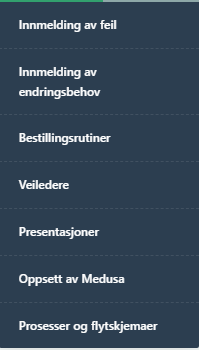 Innmelding av feil
Innmelding av
endringsbehov
Bestillingsrutiner
Veiledere
Presentasjoner
Oppsett av Medusa
Prosesser og flytskjemaer